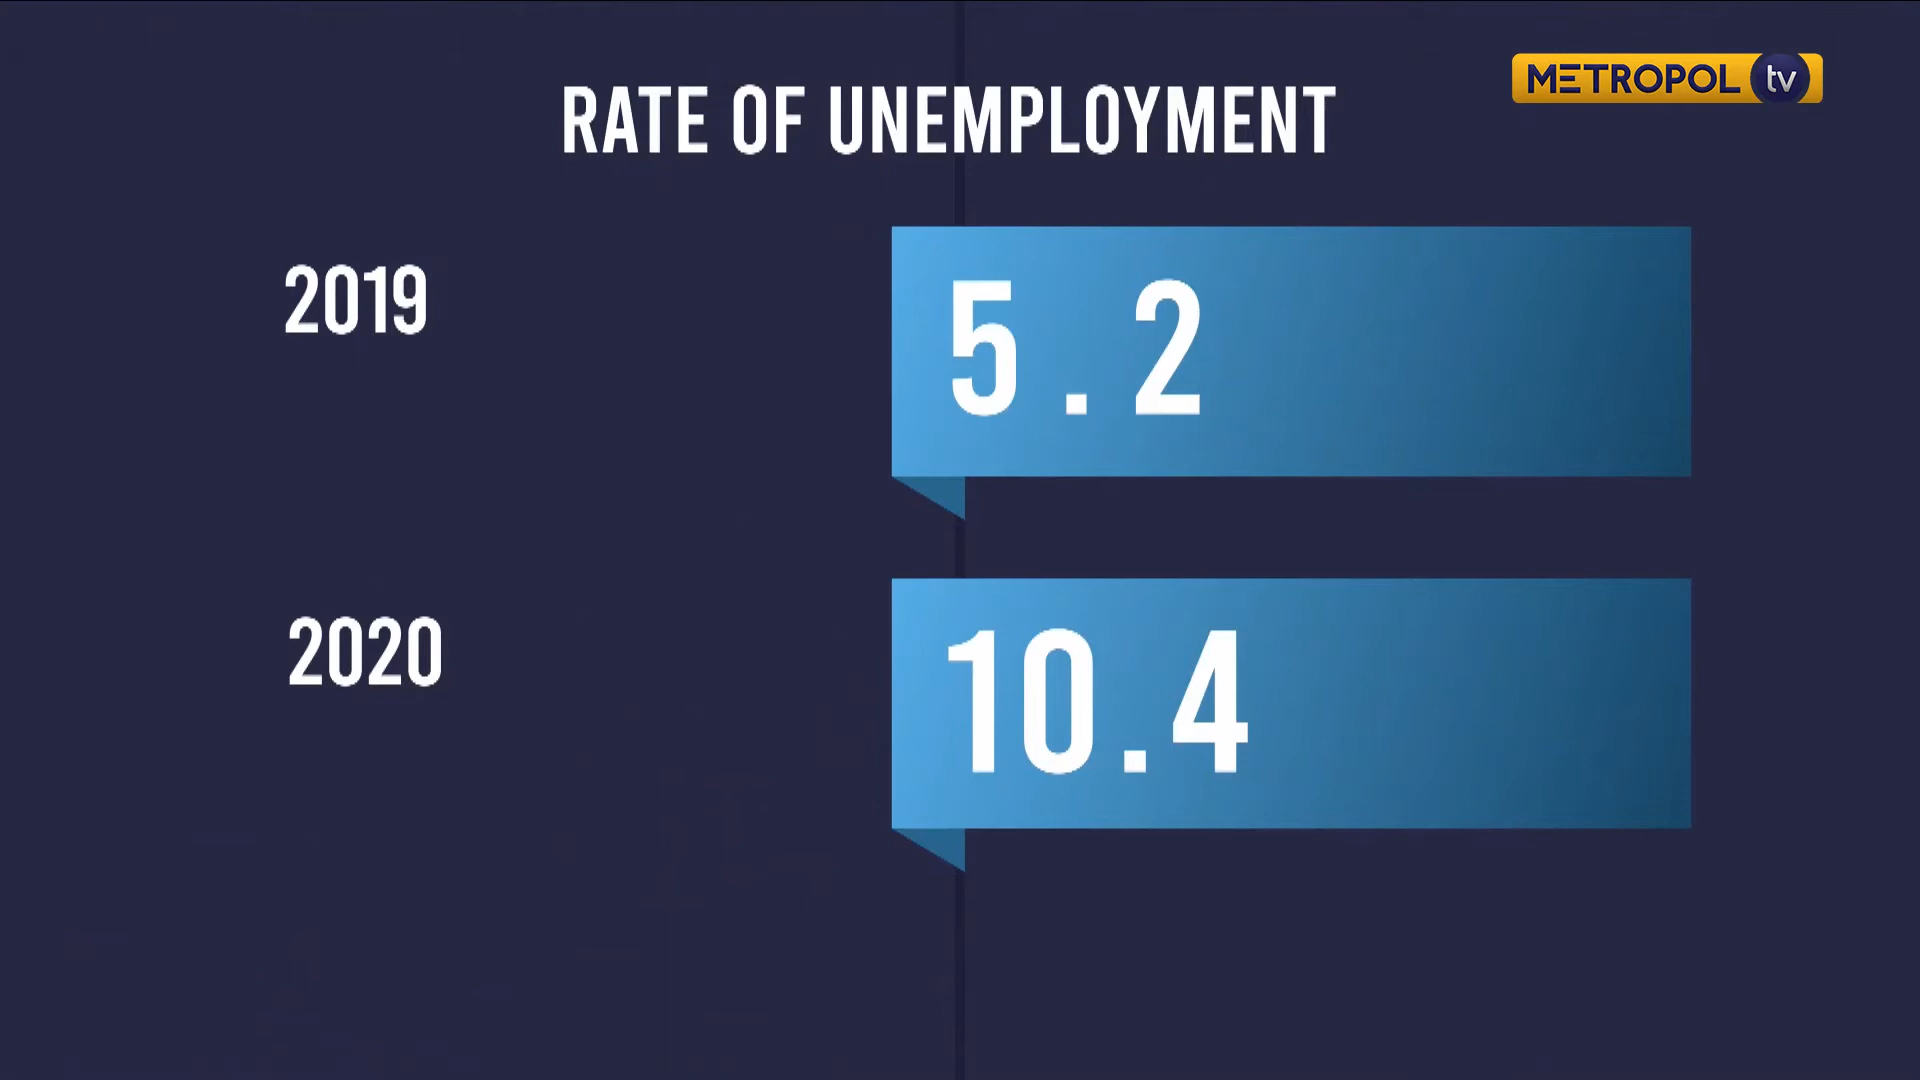 METROPOL tv
RATE OF UNEMPLOYMENT
2019
5.2
2020
10.4